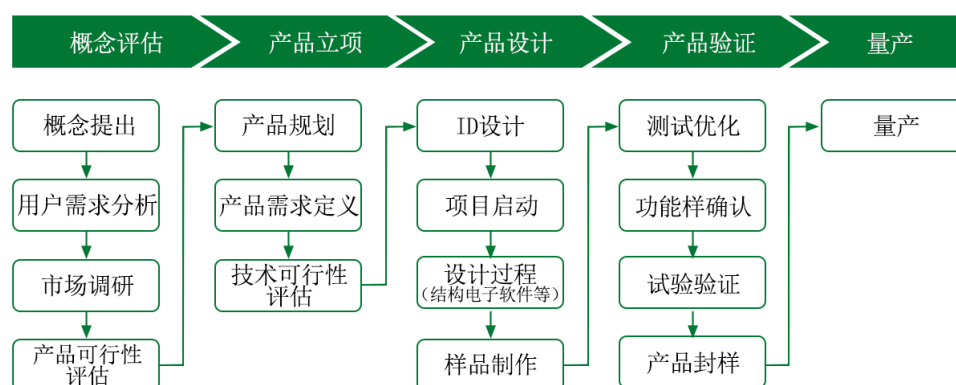 概念评估
产品立项
产品设计
产品验证
量产
概念提出
用户需求分析
市场调研
产品可行性
评估
产品规划
产品需求定义
技术可行性
评估
ID设计
项目启动
设计过程
(结构电子软件等)
样品制作
测试优化
功能样确认
试验验证
产品封样
量产